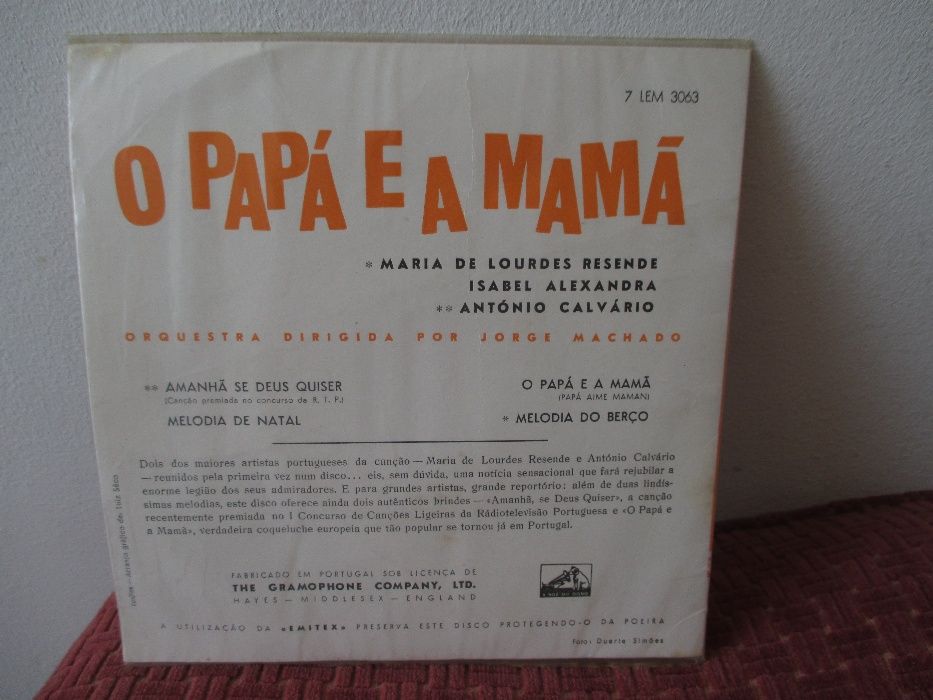 7 LEM 3063
O PAPÁ E A MAMÃ
* MARIA DE LOURDES RESENDE
ISABEL ALEXANDRA
** ANTÓNIO CALVÁRIO
ORQUESTRA DIRIGIDA POR JORGE MACHADO
** AMANHÃ SE DEUS QUISER
(Canção premiada no concurso da R. T. P.)
MELODIA DE NATAL
O PAPÁ E A MAMÃ
(PAPÁ AIME MAMAN)
* MELODIA DO BERÇO
Dois dos maiores artistas portugueses da canção — Maria de Lourdes Resende e António Calvário
— reunidos pela primeira vez num disco... eis, sem dúvida, uma notícia sensacional que fará rejubilar a
enorme legião dos seus admiradores. E para grandes artistas, grande reportório: além de duas lindís-
simas melodias, este disco oferece ainda dois autênticos brindes — «Amanhã, se Deus Quiser», a canção
recentemente premiada no I Concurso de Canções Ligeiras da Rádiotelevisão Portuguesa e «O Papá e
a Mamã», verdadeira coqueluche europeia que tão popular se tornou já em Portugal.
FABRICADO EM PORTUGAL SOB LICENÇA DE
THE GRAMOPHONE COMPANY, LTD.
HAYES — MIDDLESEX — ENGLAND
A VOZ DO DONO
A UTILIZAÇÃO DA «EMITEX» PRESERVA ESTE DISCO PROTEGENDO-O DA POEIRA
Foto: Duarte Simões
Arranjo gráfico de Luiz